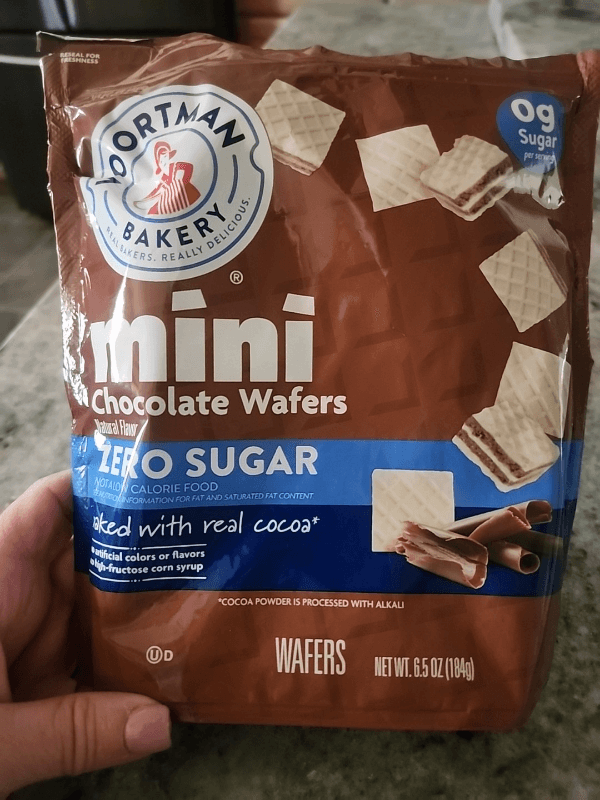 RESEAL FOR
FRESHNESS
VOORTMAN
BAKERY
REAL BAKERS. REALLY DELICIOUS.
®
0g
Sugar
per serving
mini
Chocolate Wafers
Natural Flavor
ZERO SUGAR
NOT A LOW CALORIE FOOD
INFORMATION FOR FAT AND SATURATED FAT CONTENT
aked with real cocoa*
artificial colors or flavors
high-fructose corn syrup
*COCOA POWDER IS PROCESSED WITH ALKALI
U D
WAFERS NET WT. 6.5 OZ (184g)